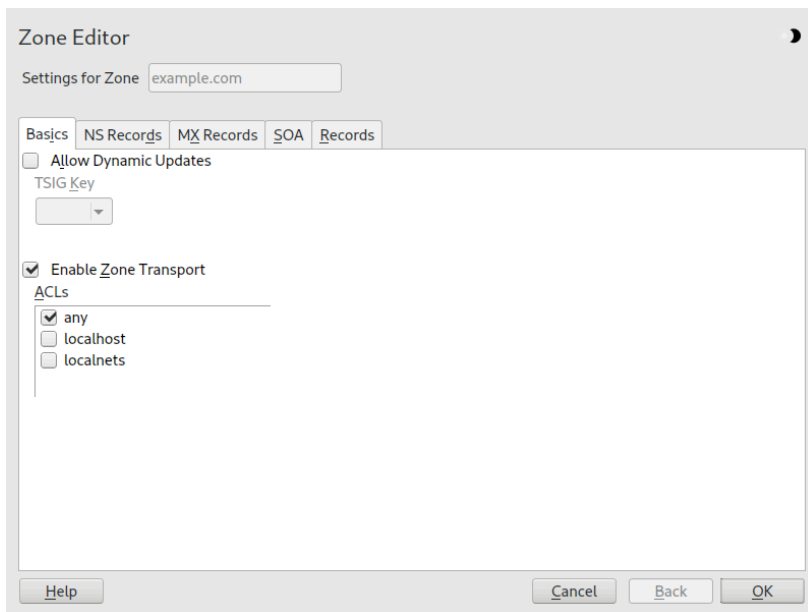 Zone Editor
Settings for Zone example.com
Basics NS Records MX Records SOA Records
Allow Dynamic Updates
TSIG Key
Enable Zone Transport
ACLs
any
localhost
localnets
Help Cancel Back OK